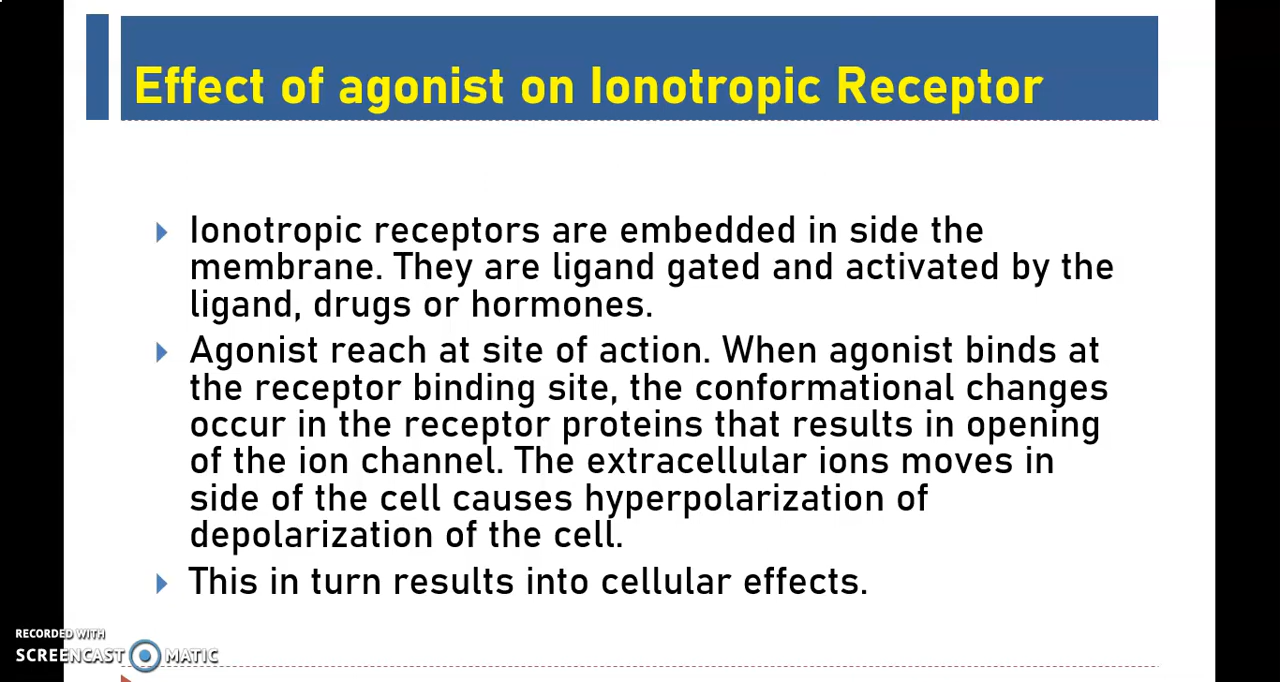 Effect of agonist on Ionotropic Receptor
Ionotropic receptors are embedded in side the
membrane. They are ligand gated and activated by the
ligand, drugs or hormones.
Agonist reach at site of action. When agonist binds at
the receptor binding site, the conformational changes
occur in the receptor proteins that results in opening
of the ion channel. The extracellular ions moves in
side of the cell causes hyperpolarization of
depolarization of the cell.
This in turn results into cellular effects.
RECORDED WITH
SCREENCAST MATIC